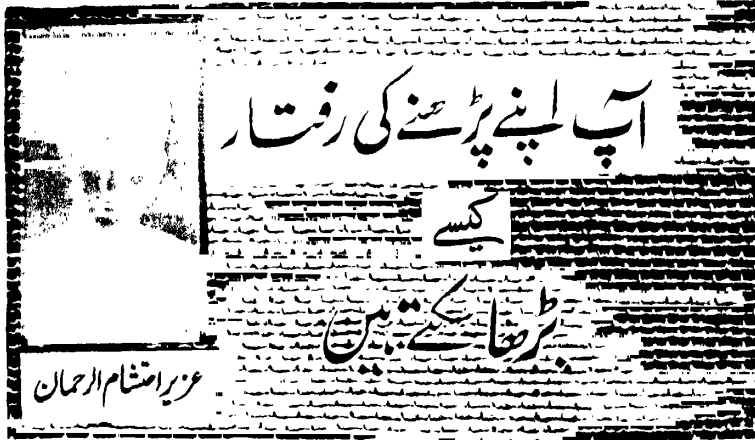 آپ اپنے پڑھنے کی رفتار
کیسے
بڑھا سکتے ہیں
عزیر احتشام الرحمان